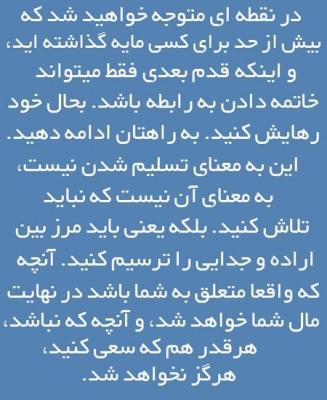 در نقطه ای متوجه خواهید شد که
بیش از حد برای کسی مایه گذاشته اید،
و اینکه قدم بعدی فقط میتواند
خاتمه دادن به رابطه باشد. بحال خود
رهایش کنید. به راهتان ادامه دهید.
این به معنای تسلیم شدن نیست،
به معنای آن نیست که نباید
تلاش کنید. بلکه یعنی باید مرز بین
اراده و جدایی را ترسیم کنید. آنچه
که واقعا متعلق به شما باشد در نهایت
مال شما خواهد شد، و آنچه که نباشد،
هرقدر هم که سعی کنید،
هرگز نخواهد شد.